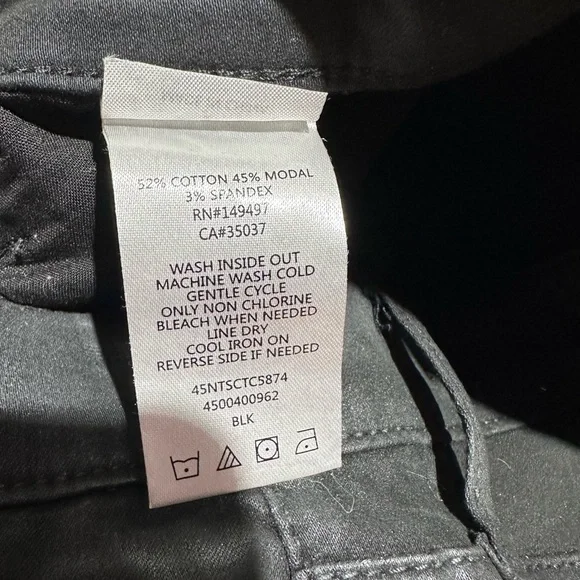 52% COTTON 45% MODAL
3% SPANDEX
RN#149497
CA#35037
WASH INSIDE OUT
MACHINE WASH COLD
GENTLE CYCLE
ONLY NON CHLORINE
BLEACH WHEN NEEDED
LINE DRY
COOL IRON ON
REVERSE SIDE IF NEEDED
45NTSCTC5874
4500400962
BLK